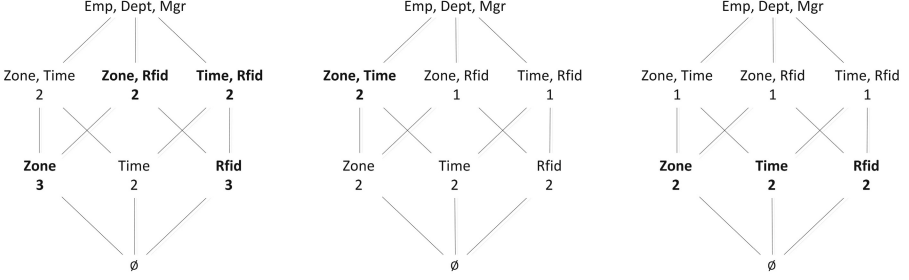 Emp, Dept, Mgr
Zone, Time Zone, Rfid Time, Rfid
2 2 2
Zone Time Rfid
3 2 3
∅
Emp, Dept, Mgr
Zone, Time Zone, Rfid Time, Rfid
2 1 1
Zone Time Rfid
2 2 2
∅
Emp, Dept, Mgr
Zone, Time Zone, Rfid Time, Rfid
1 1 1
Zone Time Rfid
2 2 2
∅